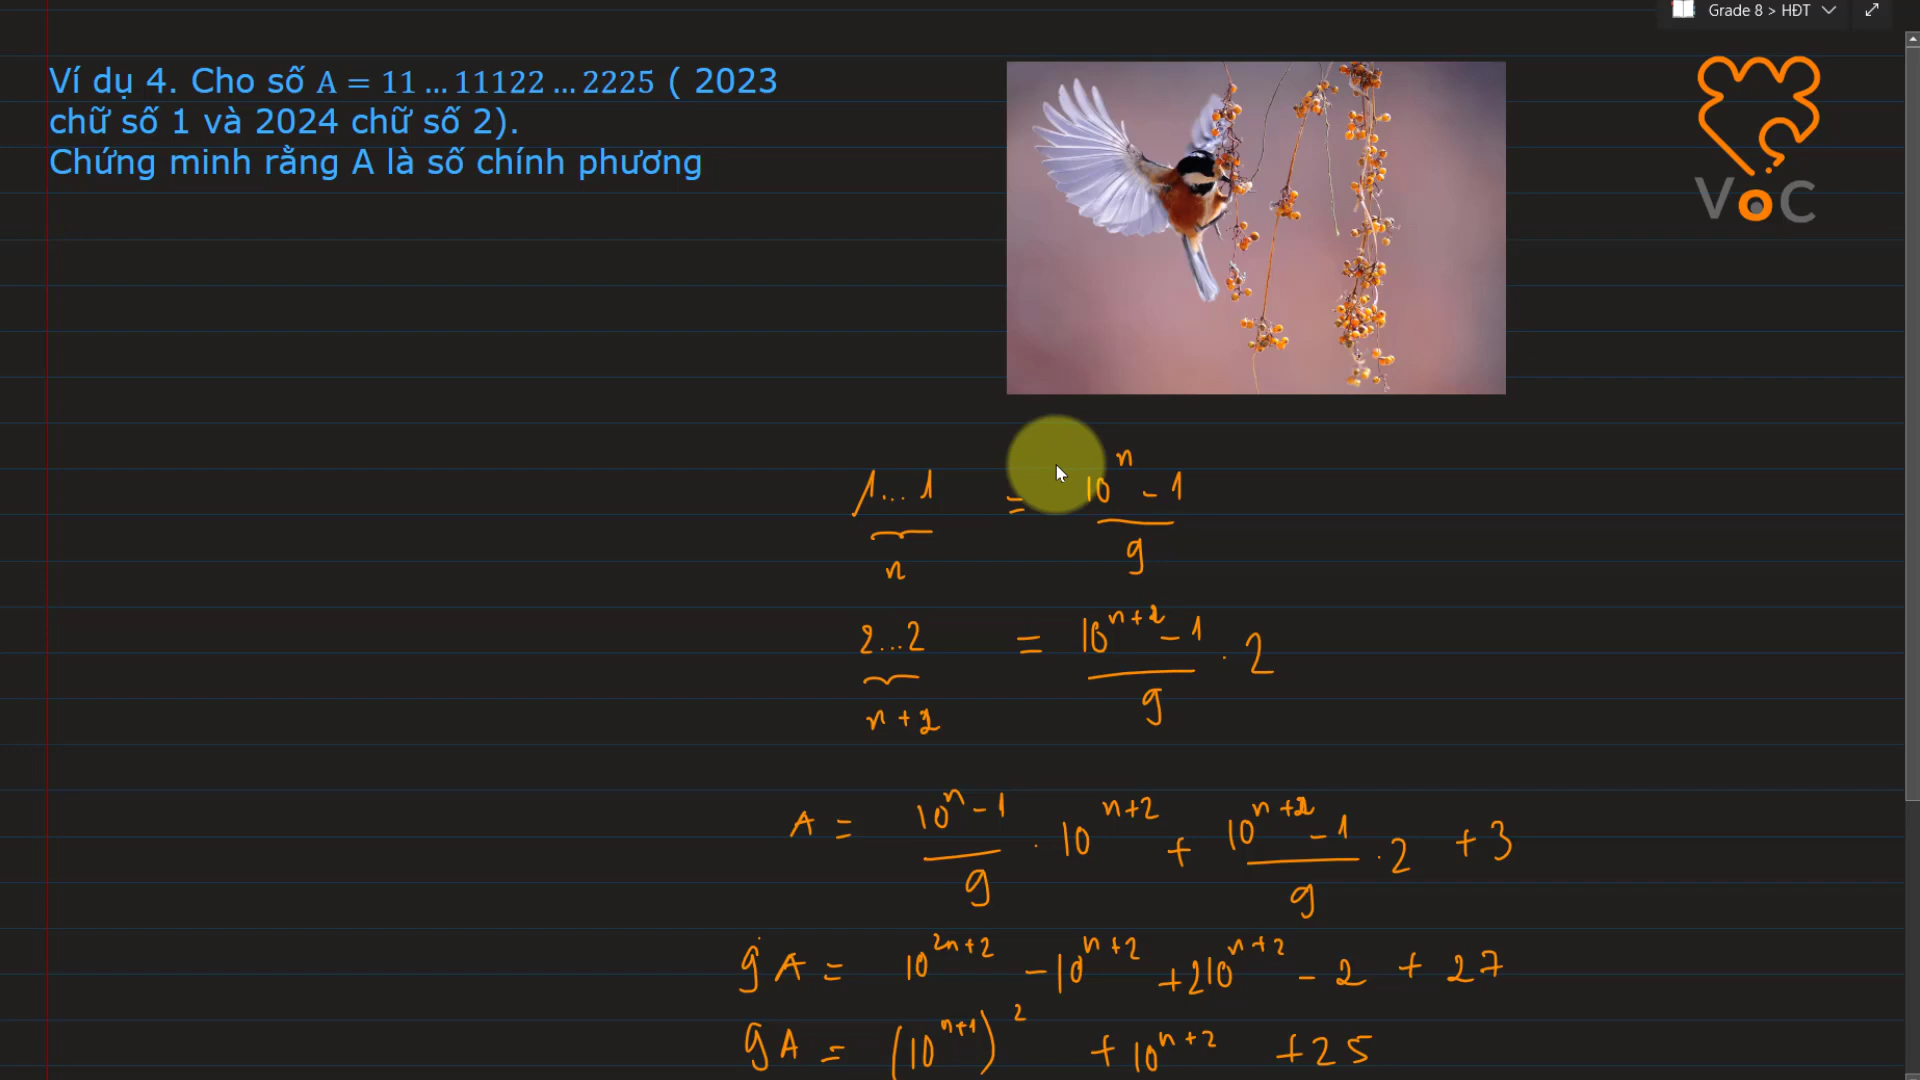 Grade 8 > HĐT
Ví dụ 4. Cho số A = 11 ... 11122 ... 2225 ( 2023
chữ số 1 và 2024 chữ số 2).
Chứng minh rằng A là số chính phương
VOC
1...1 (n) = (10^n - 1)/9
2...2 (n+2) = (10^(n+2) - 1)/9 · 2
A = (10^n - 1)/9 · 10^(n+2) + (10^(n+2) - 1)/9 · 2 + 3
9A = 10^(2n+2) - 10^(n+2) + 2 10^(n+2) - 2 + 27
9A = (10^(n+1))^2 + 10^(n+2) + 25